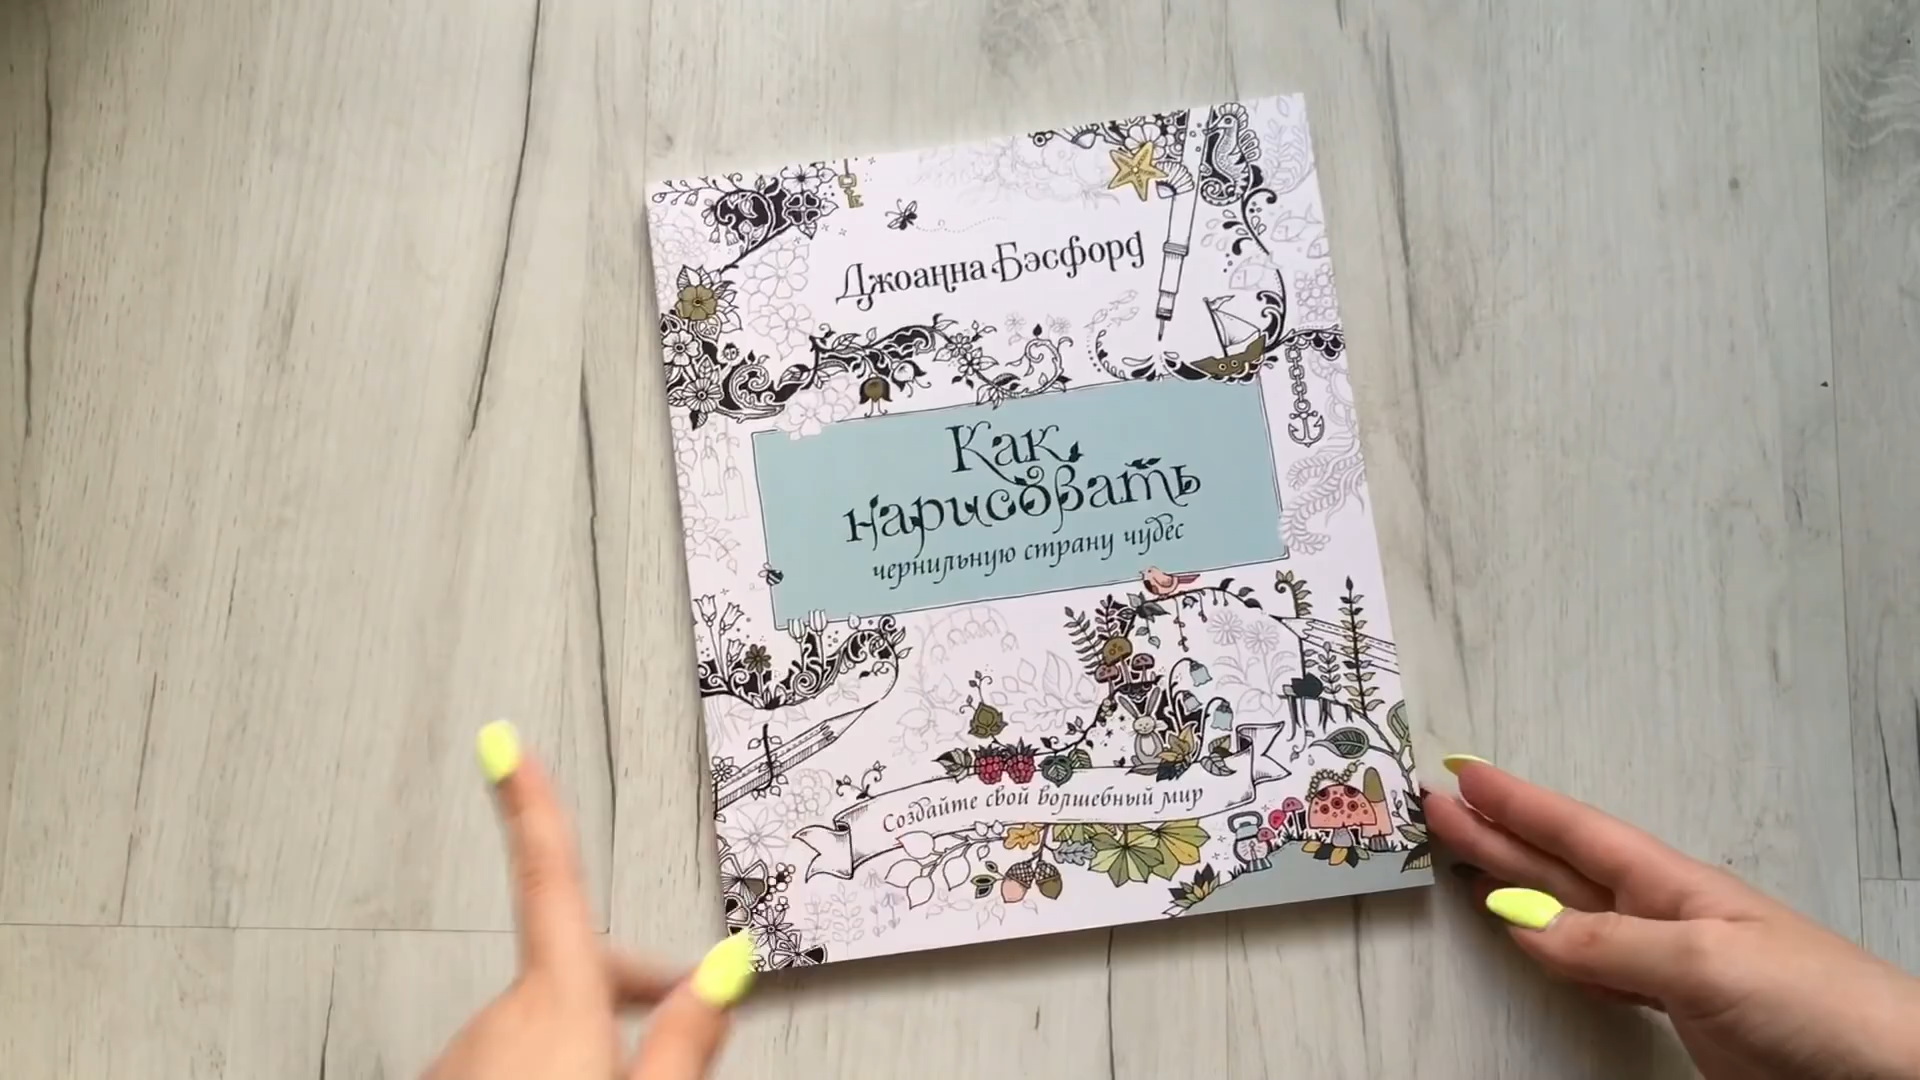 Джоанна Бэсфорд
Как
нарисовать
чернильную страну чудес
Создайте свой волшебный мир